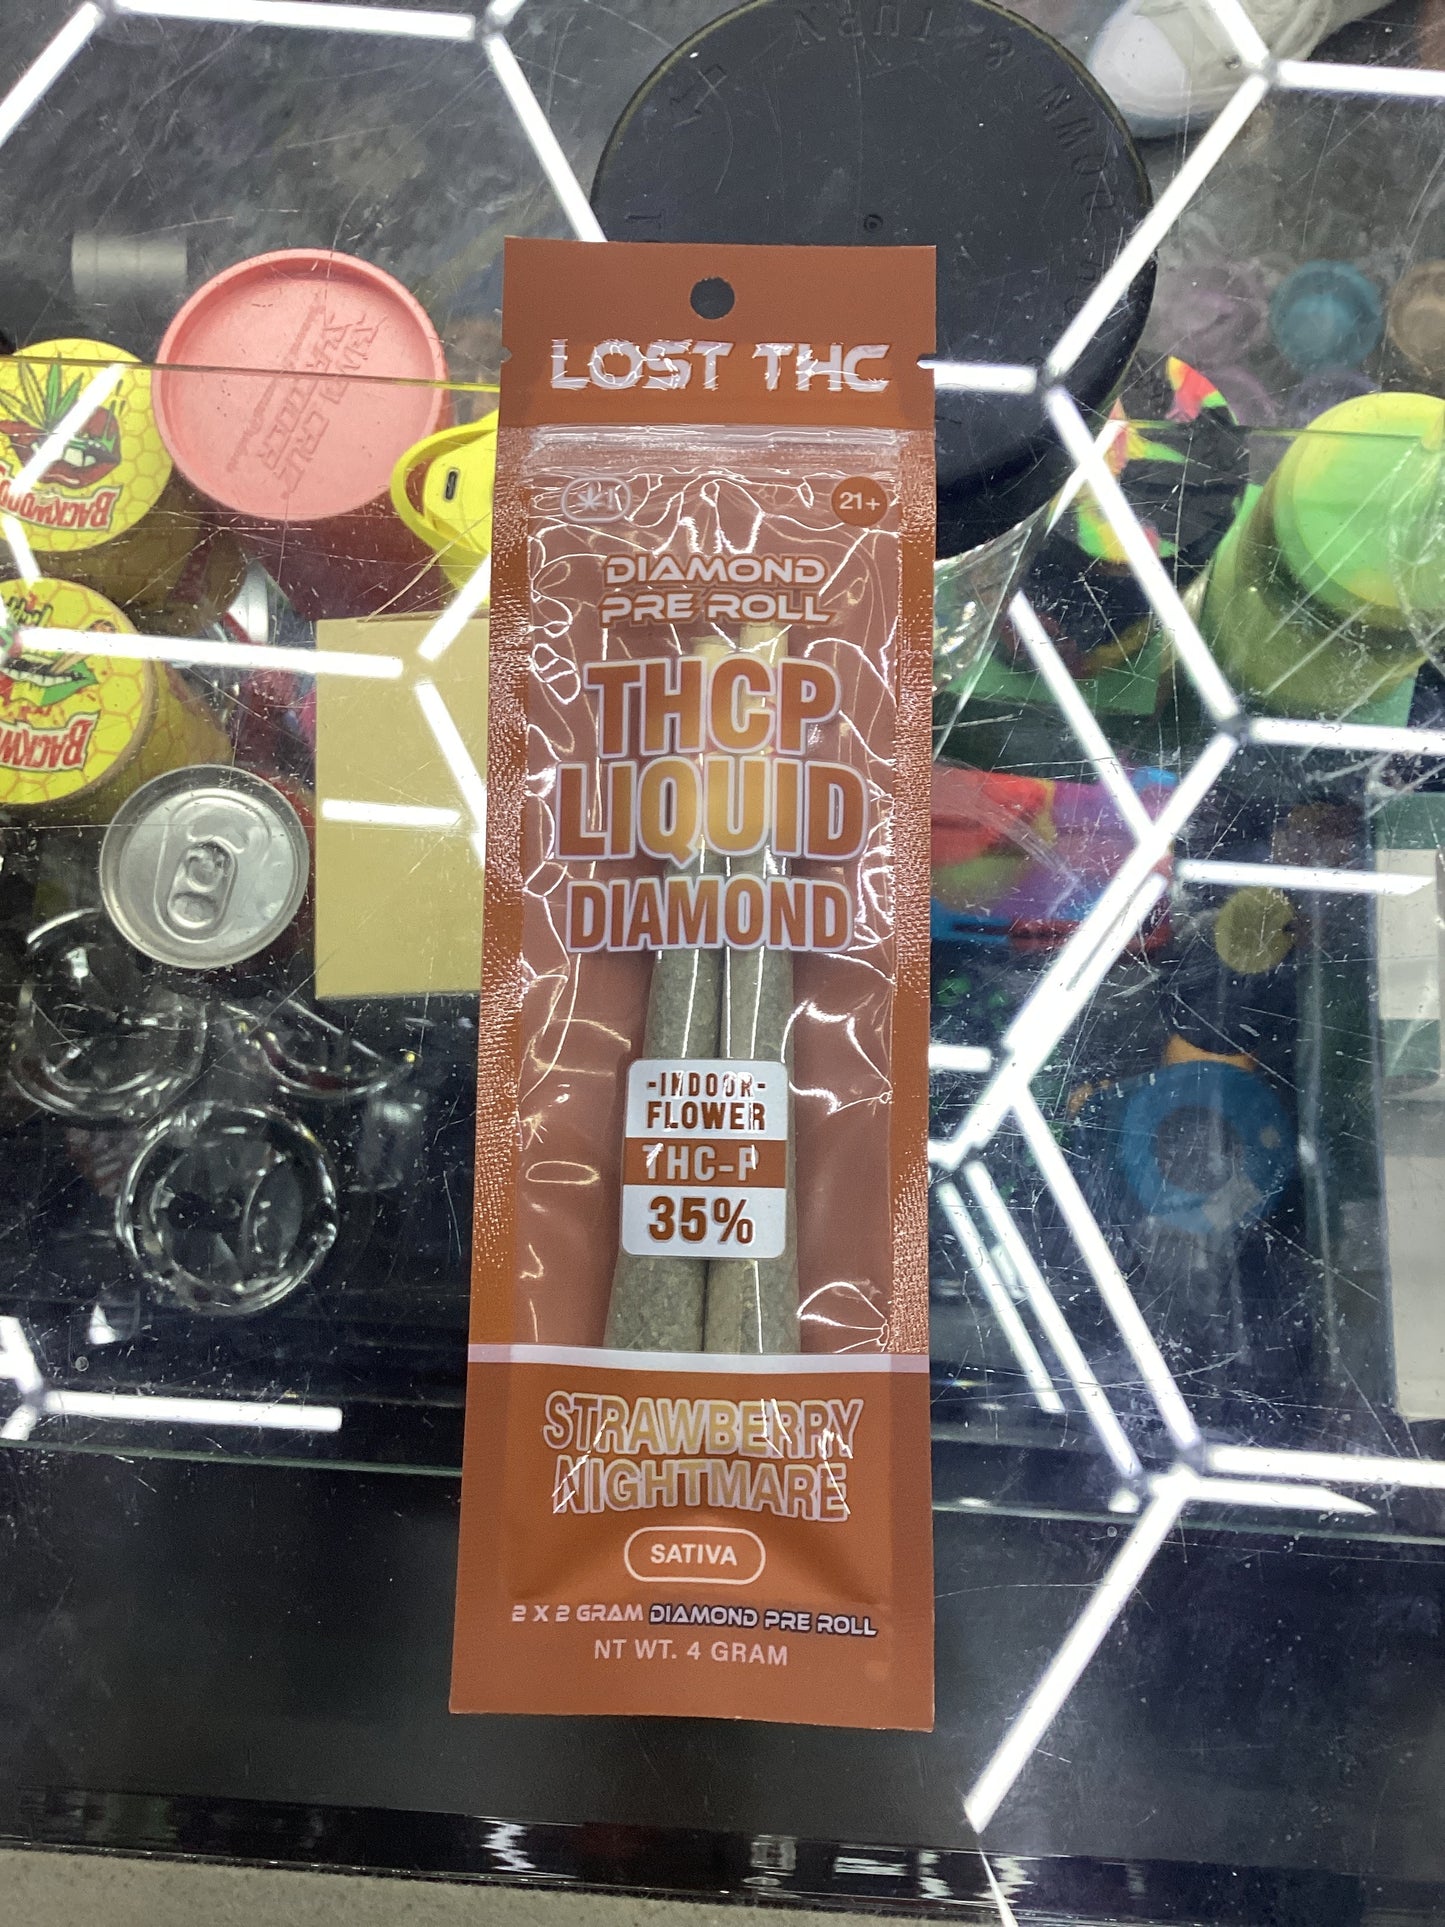 LOST THC
21+
DIAMOND
PRE ROLL
THCP
LIQUID
DIAMOND
-INDOOR-
FLOWER
THC-P
35%
STRAWBERRY
NIGHTMARE
SATIVA
2 X 2 GRAM DIAMOND PRE ROLL
NT WT. 4 GRAM